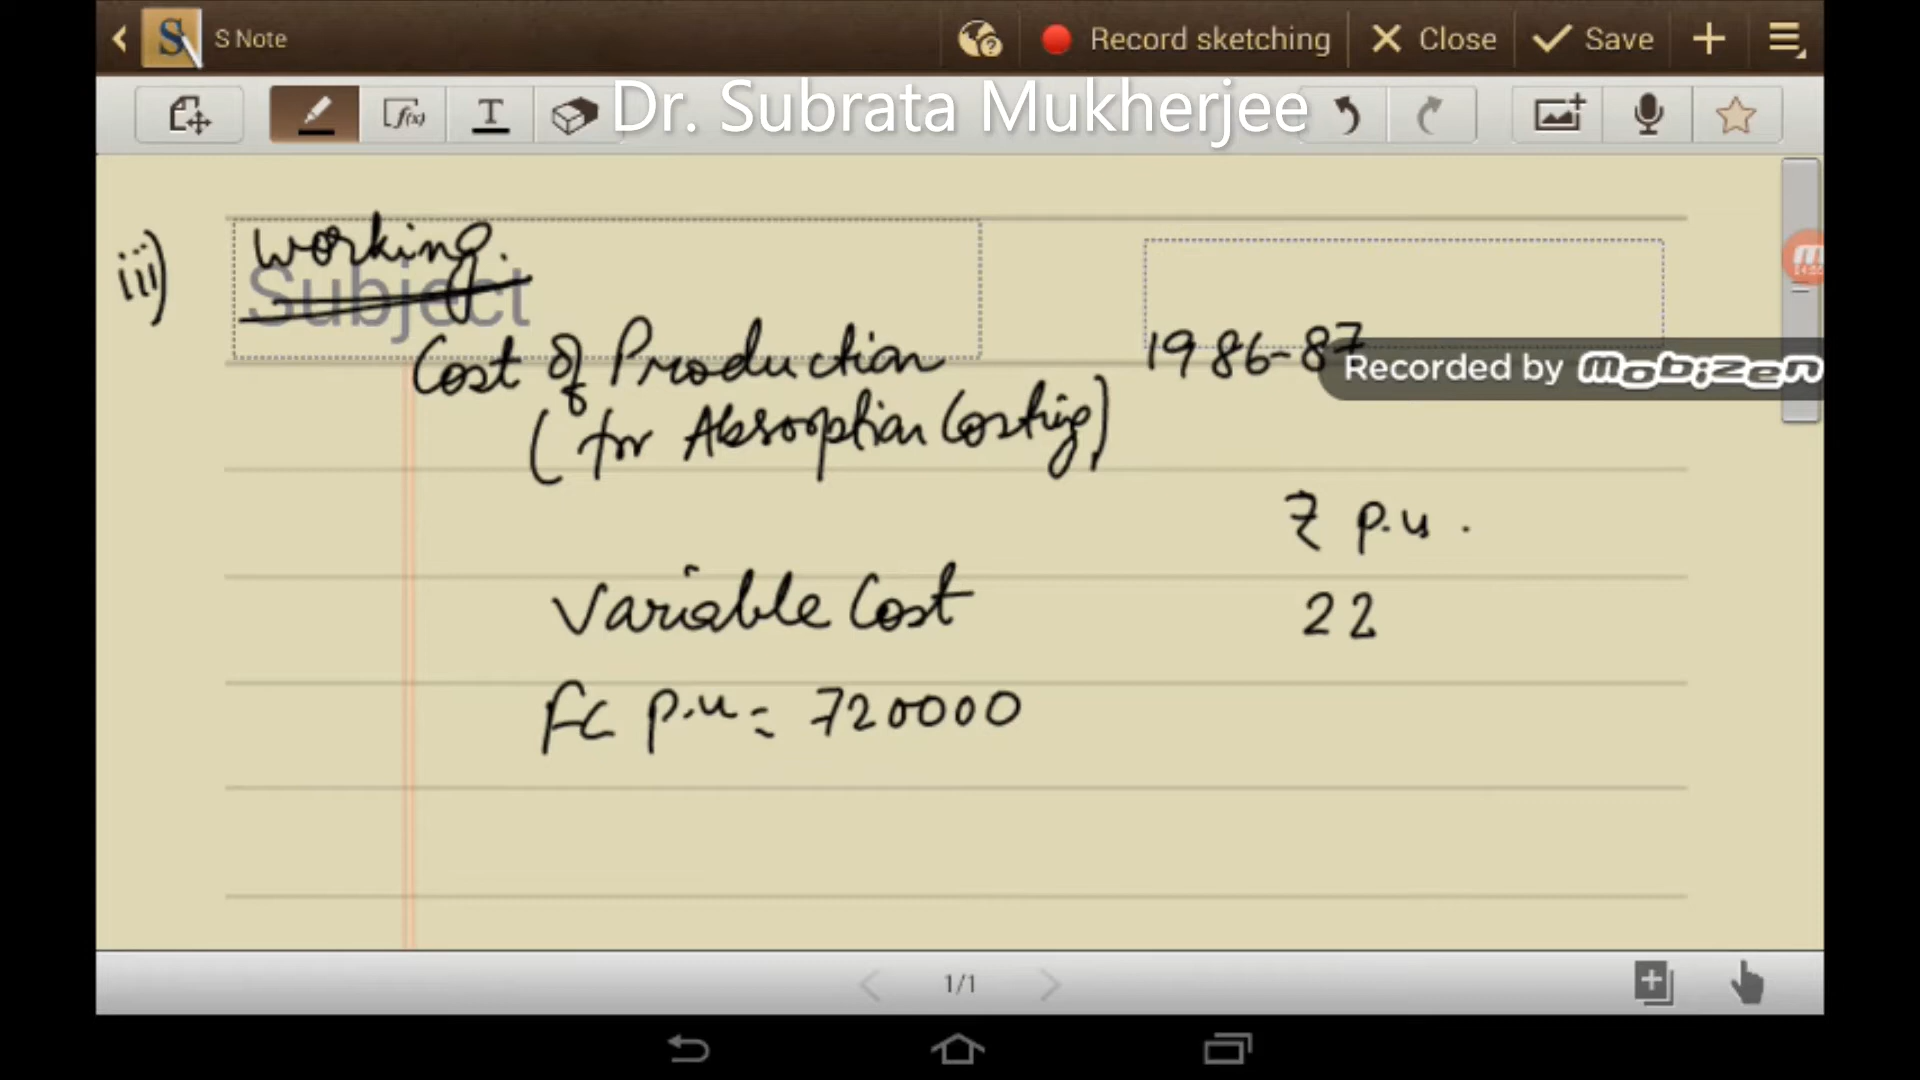 S Note
Record sketching
Close
Save
Dr. Subrata Mukherjee
iii) Working.
Subject
Cost of Production 1986-87
Recorded by mobizen
(for Absorption Costing)
₹ p.u.
Variable Cost 22
FC p.u = 720000
1/1